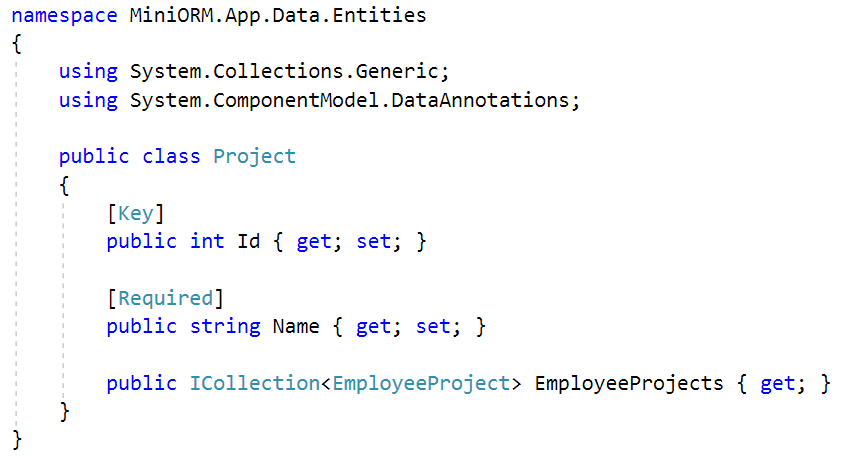 namespace MiniORM.App.Data.Entities
{
    using System.Collections.Generic;
    using System.ComponentModel.DataAnnotations;

    public class Project
    {
        [Key]
        public int Id { get; set; }

        [Required]
        public string Name { get; set; }

        public ICollection<EmployeeProject> EmployeeProjects { get; }
    }
}